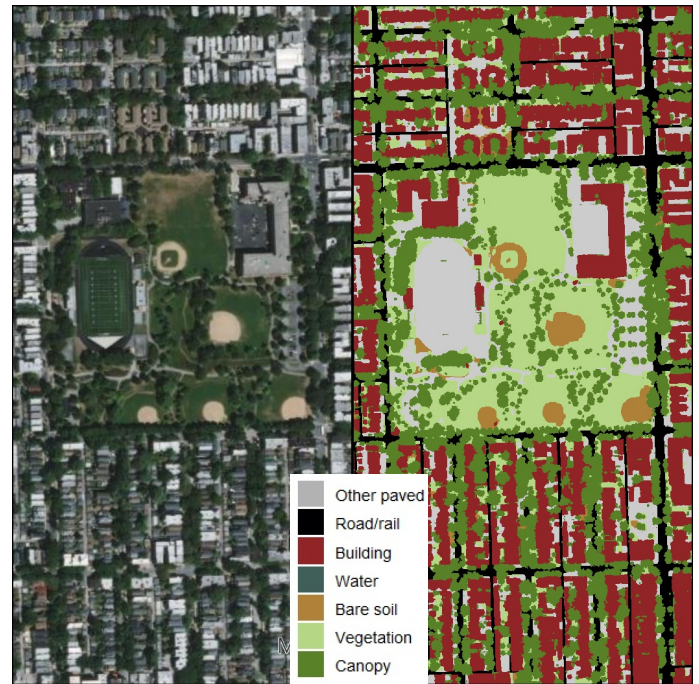 Other paved
Road/rail
Building
Water
Bare soil
Vegetation
Canopy